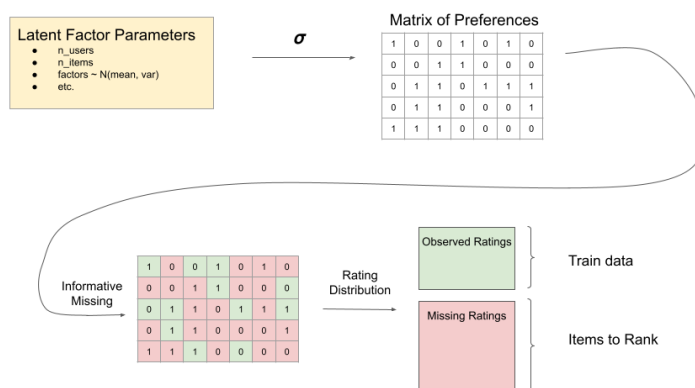 Latent Factor Parameters
● n_users
● n_items
● factors ~ N(mean, var)
● etc.
σ
Matrix of Preferences
1 0 0 1 0 1 0
0 0 1 1 0 0 0
0 1 1 0 1 1 1
0 1 1 0 0 0 1
1 1 1 0 0 0 0
Informative
Missing
1 0 0 1 0 1 0
0 0 1 1 0 0 0
0 1 1 0 1 1 1
0 1 1 0 0 0 1
1 1 1 0 0 0 0
Rating
Distribution
Observed Ratings
Train data
Missing Ratings
Items to Rank